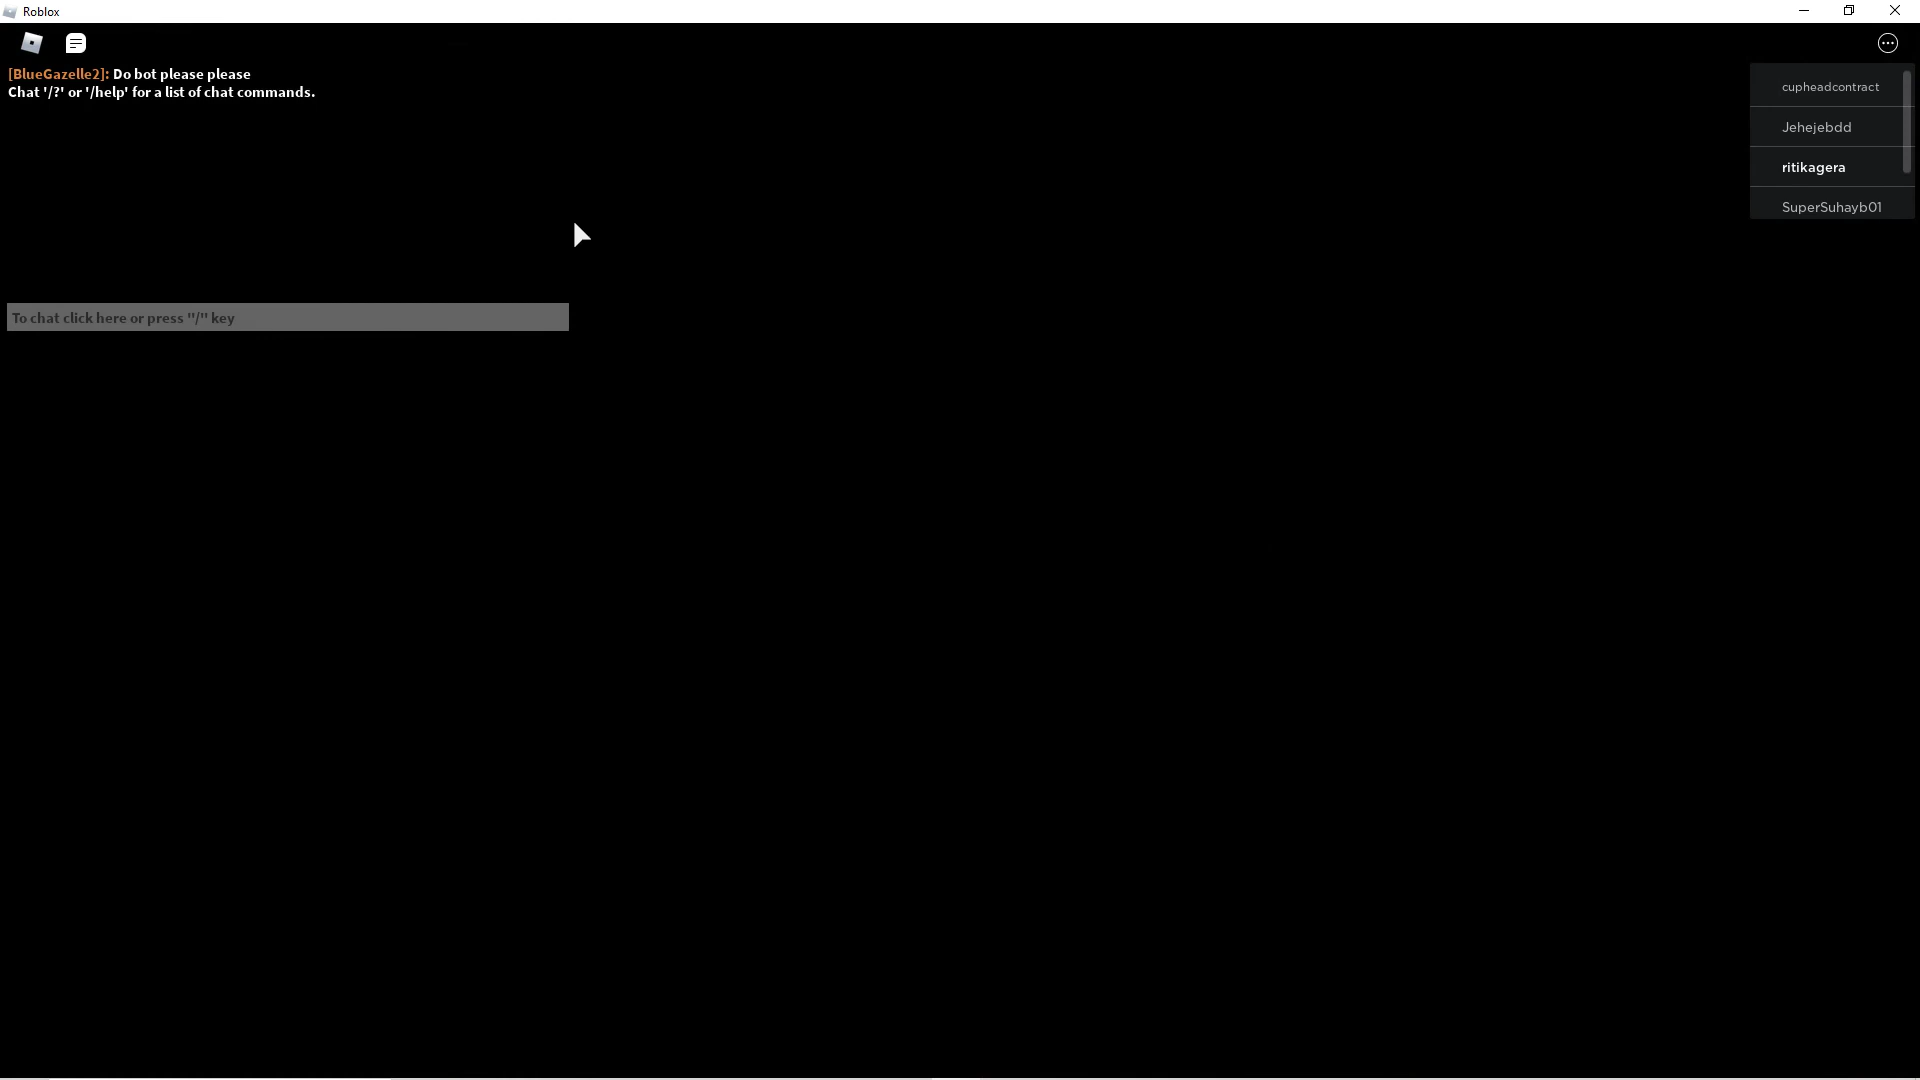 Roblox
[BlueGazelle2]: Do bot please please
Chat '/?' or '/help' for a list of chat commands.
cupheadcontract
Jehejebdd
ritikagera
SuperSuhayb01
To chat click here or press "/" key